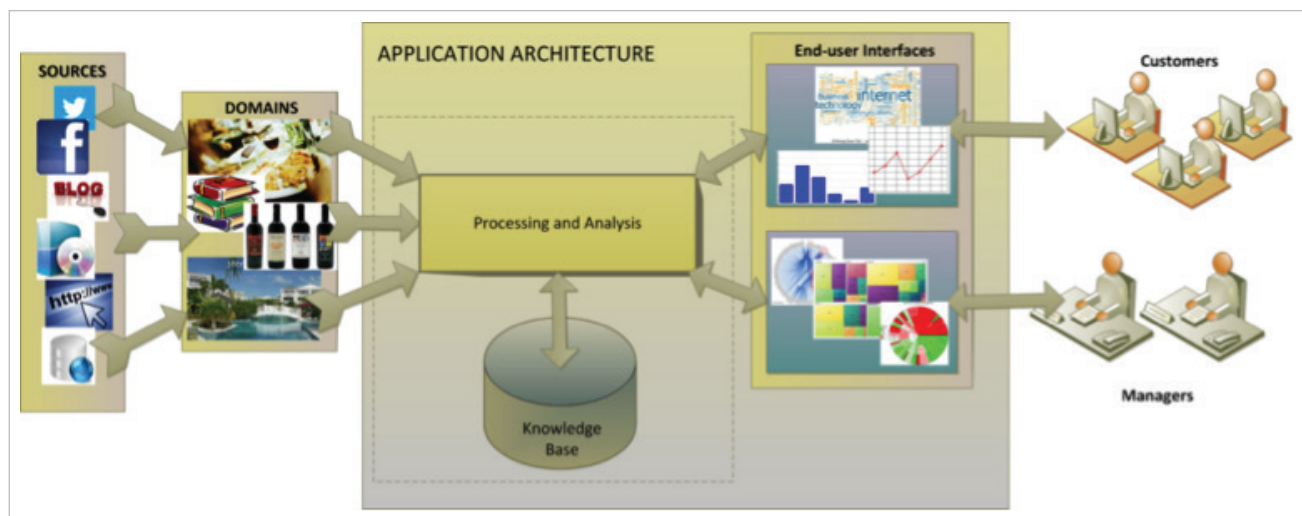 SOURCES
f
BLOG
http://www
DOMAINS
APPLICATION ARCHITECTURE
Processing and Analysis
Knowledge
Base
End-user Interfaces
Business
internet
technology
Customers
Managers